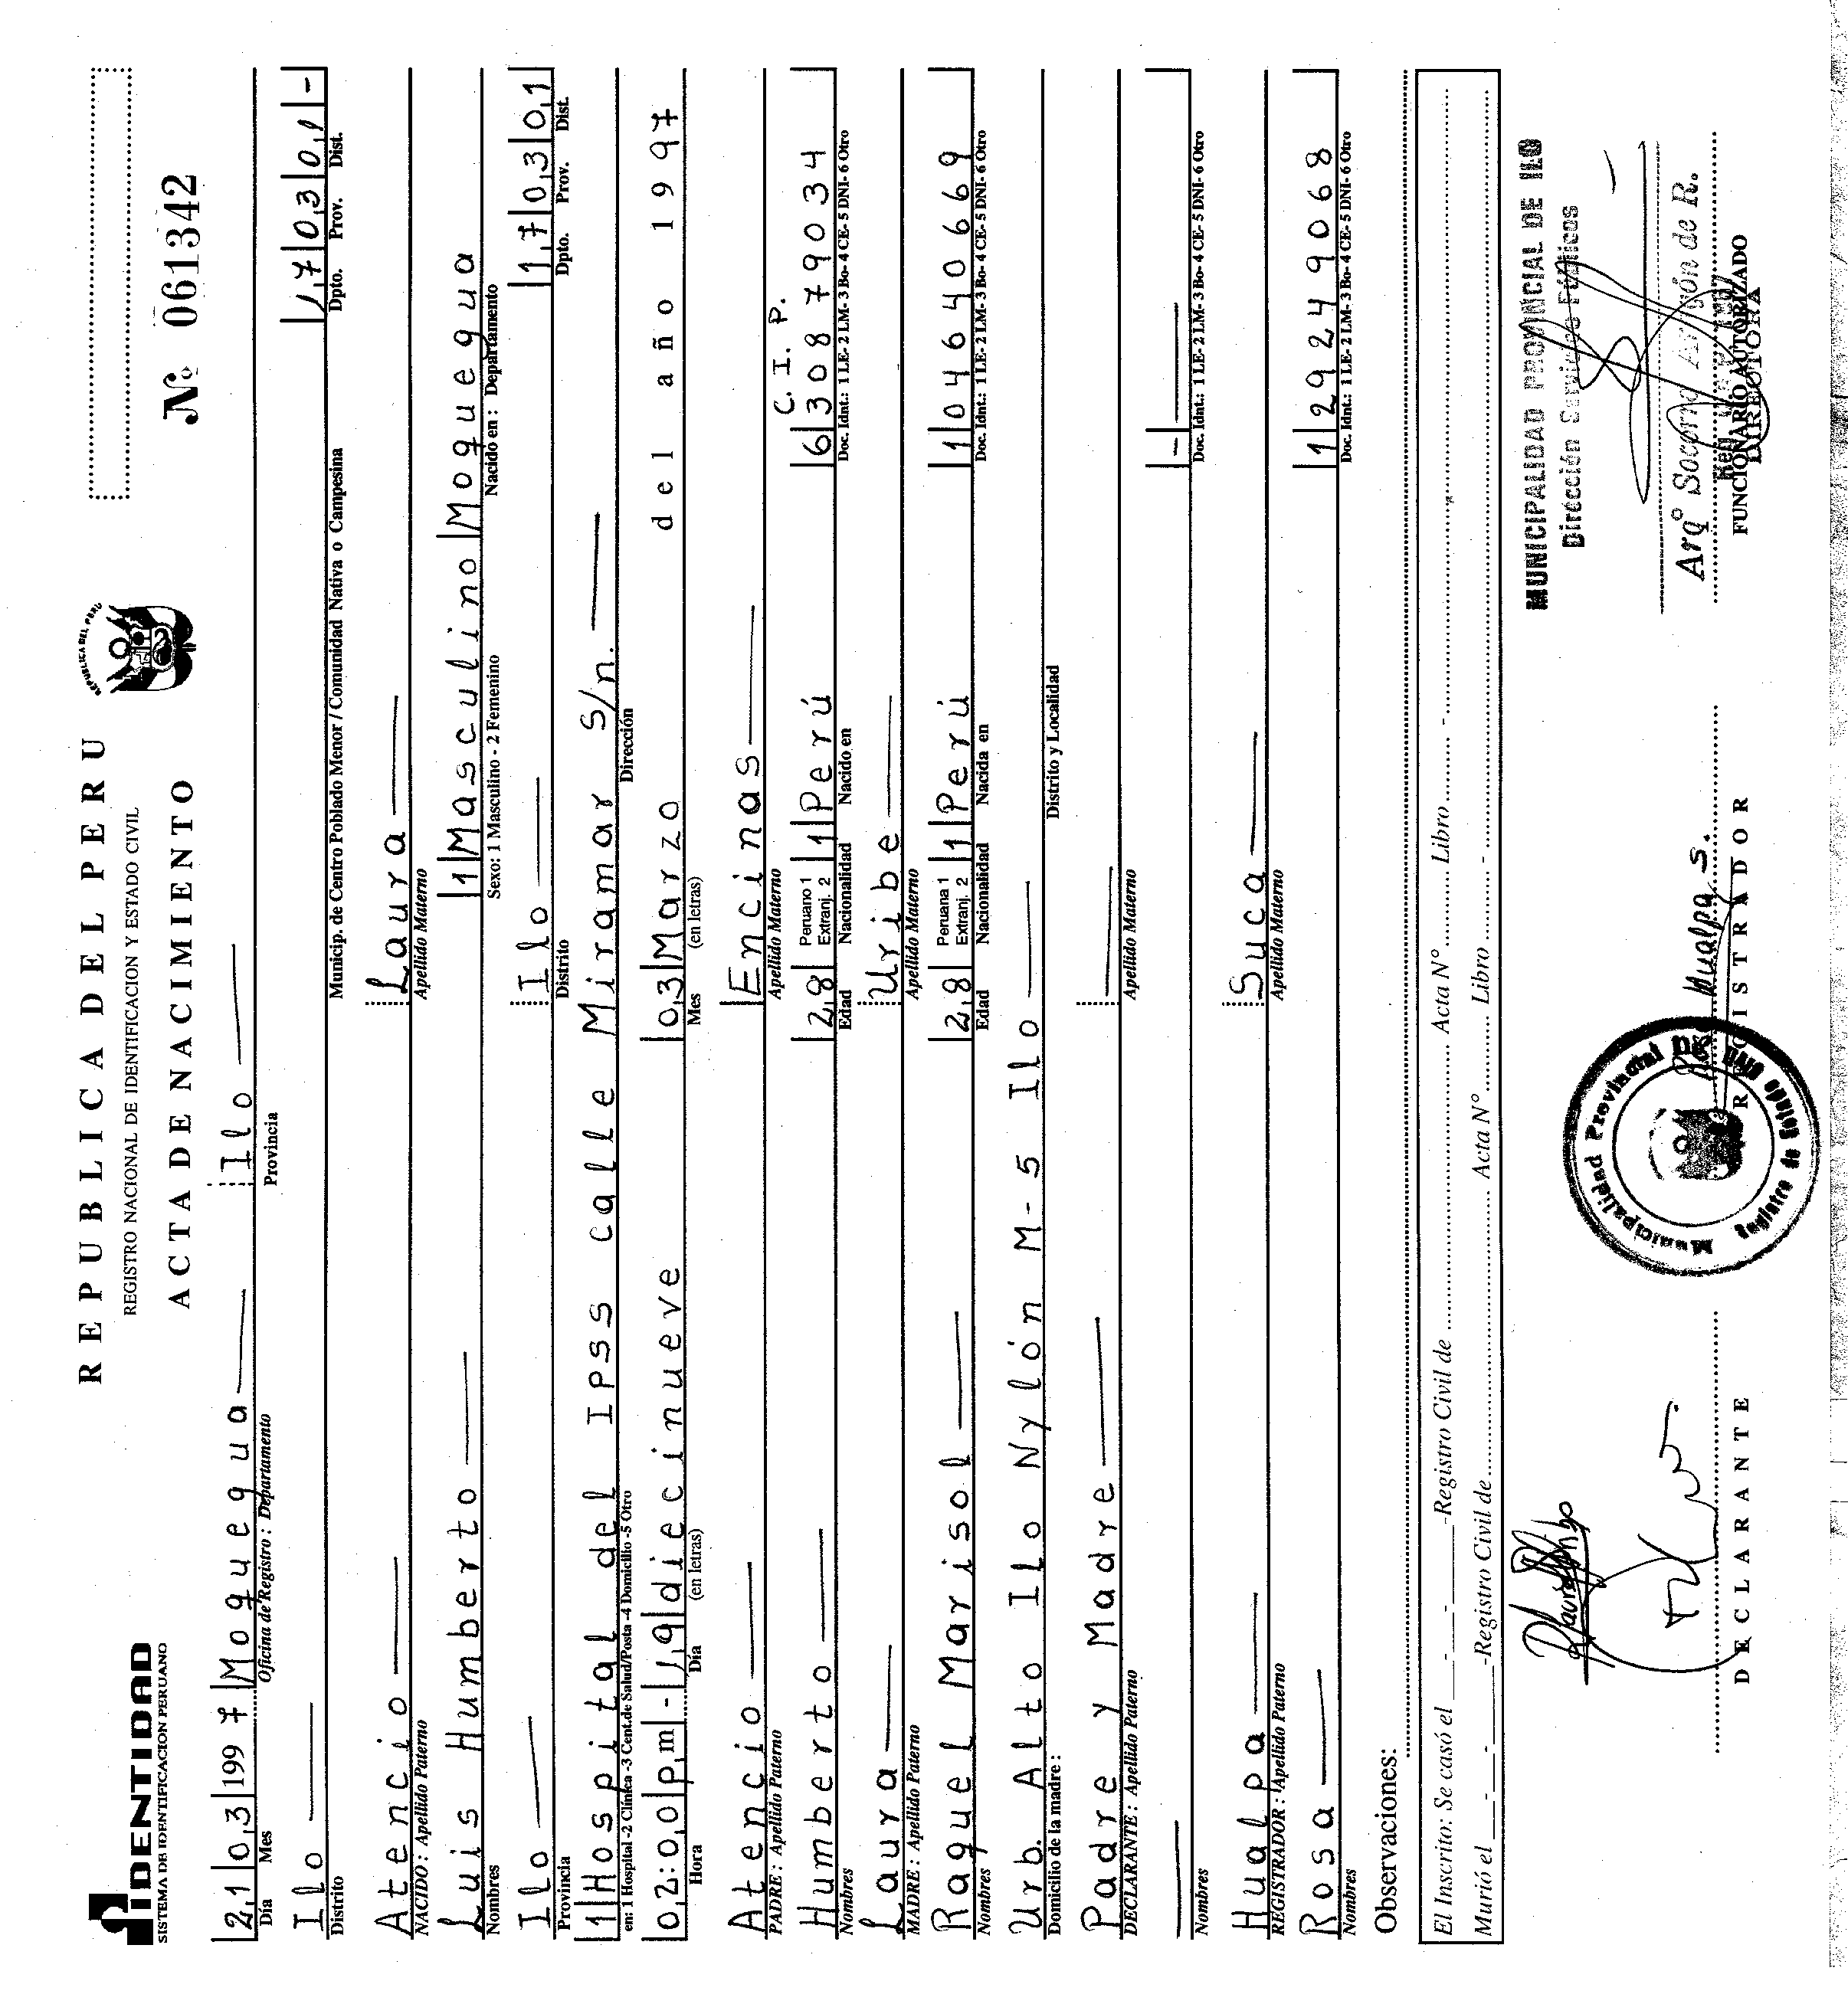 IDENTIDAD
SISTEMA DE IDENTIFICACION PERUANO
REPUBLICA DEL PERU
REGISTRO NACIONAL DE IDENTIFICACION Y ESTADO CIVIL
ACTA DE NACIMIENTO
REPUBLICA DEL PERU
Nº 061342
21 03 1997 Moquegua Ilo
Día Mes Oficina de Registro : Departamento Provincia
Ilo 17 03 01 -
Distrito Municip. de Centro Poblado Menor / Comunidad Nativa o Campesina Dpto. Prov. Dist.
Atencio Laura
NACIDO : Apellido Paterno Apellido Materno
Luis Humberto 1 Masculino Moquegua
Nombres Sexo: 1 Masculino - 2 Femenino Nacido en : Departamento
Ilo Ilo 17 03 01
Provincia Distrito Dpto. Prov. Dist.
1 Hospital del IPSS calle Miramar S/n.
en: 1 Hospital -2 Clínica -3 Cent.de Salud/Posta -4 Domicilio -5 Otro Dirección
02:00 p.m - 19 diecinueve 03 Marzo del año 1997
Hora Día (en letras) Mes (en letras)
Atencio Encinas
PADRE : Apellido Paterno Apellido Materno
C. I. P.
Humberto 28 Peruano 1 Extranj. 2 1 Perú 6 30879034
Nombres Edad Nacionalidad Nacido en Doc. Idnt.: 1 LE- 2 LM- 3 Bo- 4 CE- 5 DNI- 6 Otro
Laura Uribe
MADRE : Apellido Paterno Apellido Materno
Raquel Marisol 28 Peruana 1 Extranj. 2 1 Perú 1 04640669
Nombres Edad Nacionalidad Nacida en Doc. Idnt.: 1 LE- 2 LM- 3 Bo- 4 CE- 5 DNI- 6 Otro
Urb. Alto Ilo Nylón M-5 Ilo
Domicilio de la madre : Distrito y Localidad
Padre y Madre
DECLARANTE : Apellido Paterno Apellido Materno
-
Nombres Doc. Idnt.: 1 LE- 2 LM- 3 Bo- 4 CE- 5 DNI- 6 Otro
Hualpa Suca
REGISTRADOR : Apellido Paterno Apellido Materno
Rosa 1 29249068
Nombres Doc. Idnt.: 1 LE- 2 LM- 3 Bo- 4 CE- 5 DNI- 6 Otro
Observaciones:
El Inscrito: Se casó el - - Registro Civil de Acta Nº Libro -
Murió el - - Registro Civil de Acta Nº Libro -
MUNICIPALIDAD PROVINCIAL DE ILO
Dirección Servicios Públicos
Hualpa S.
Municipalidad Provincial De
Registro de Estado Civil
DECLARANTE
REGISTRADOR
FUNCIONARIO AUTORIZADO
DIRECTORA